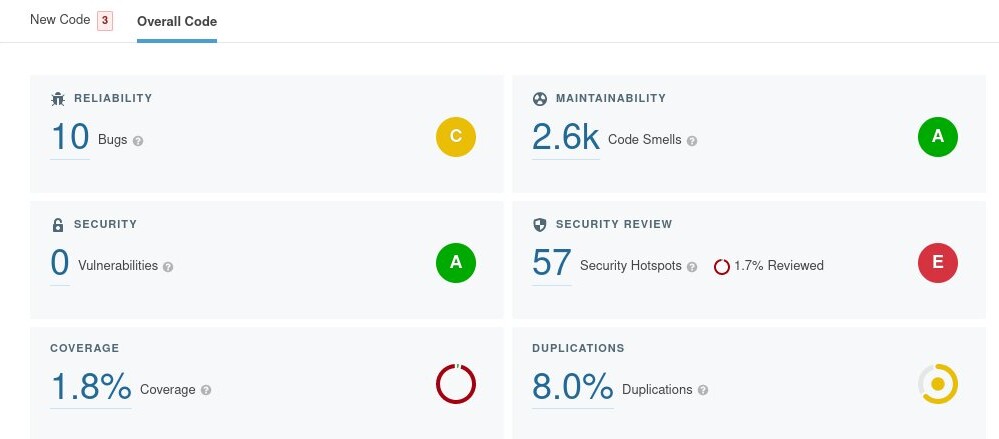 New Code 3 Overall Code
RELIABILITY
10 Bugs ?
C
MAINTAINABILITY
2.6k Code Smells ?
A
SECURITY
0 Vulnerabilities ?
A
SECURITY REVIEW
57 Security Hotspots ? 1.7% Reviewed
E
COVERAGE
1.8% Coverage ?
DUPLICATIONS
8.0% Duplications ?